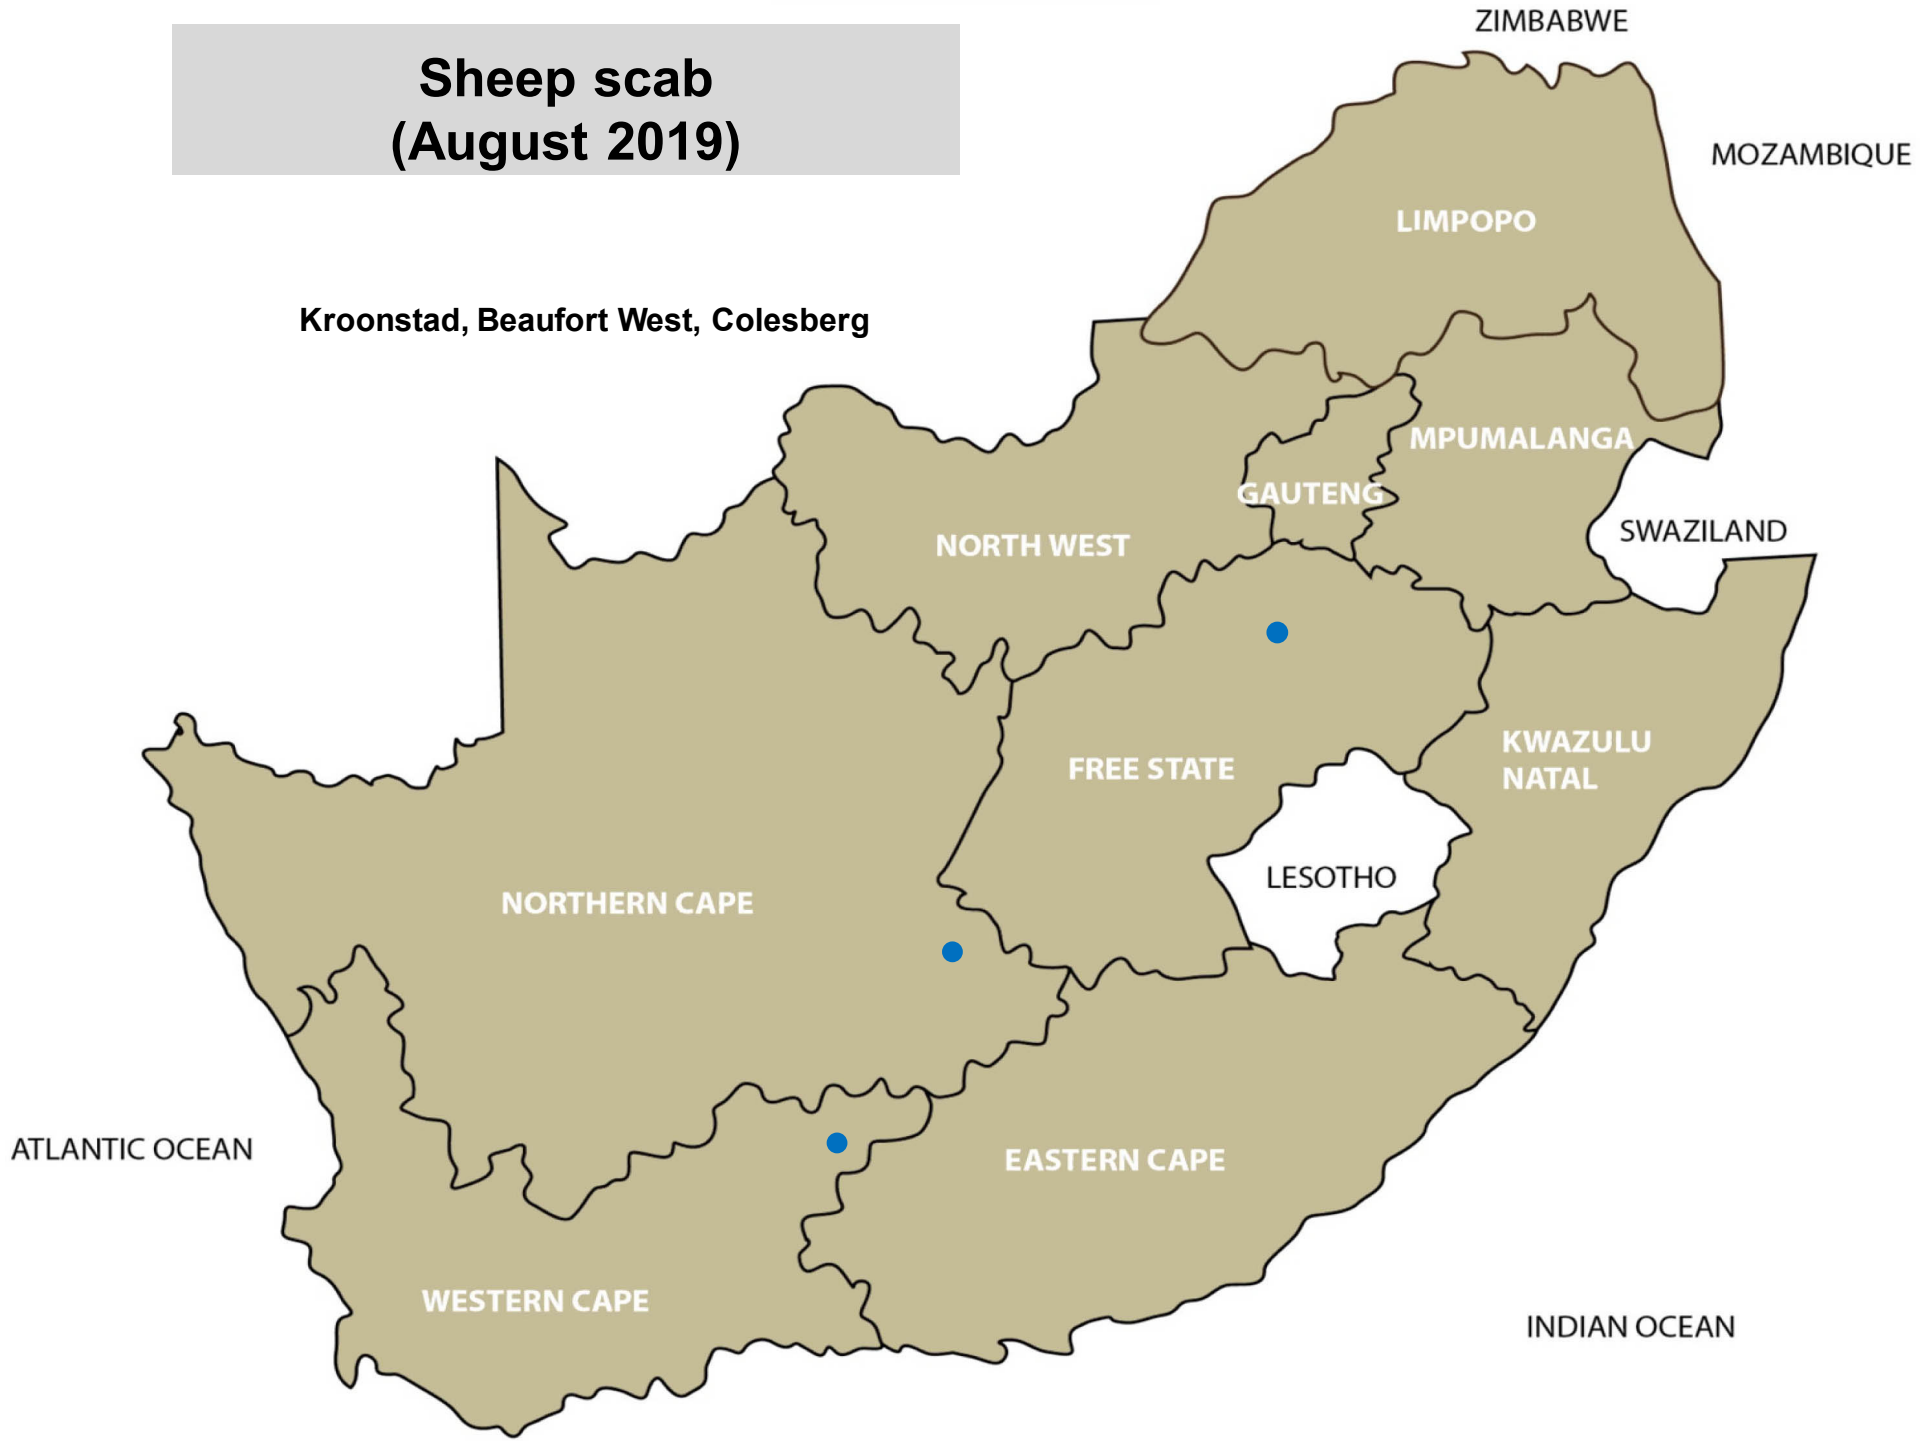 Sheep scab
(August 2019)
Kroonstad, Beaufort West, Colesberg
ZIMBABWE
MOZAMBIQUE
LIMPOPO
MPUMALANGA
GAUTENG
SWAZILAND
NORTH WEST
KWAZULU
NATAL
FREE STATE
LESOTHO
NORTHERN CAPE
ATLANTIC OCEAN
EASTERN CAPE
WESTERN CAPE
INDIAN OCEAN